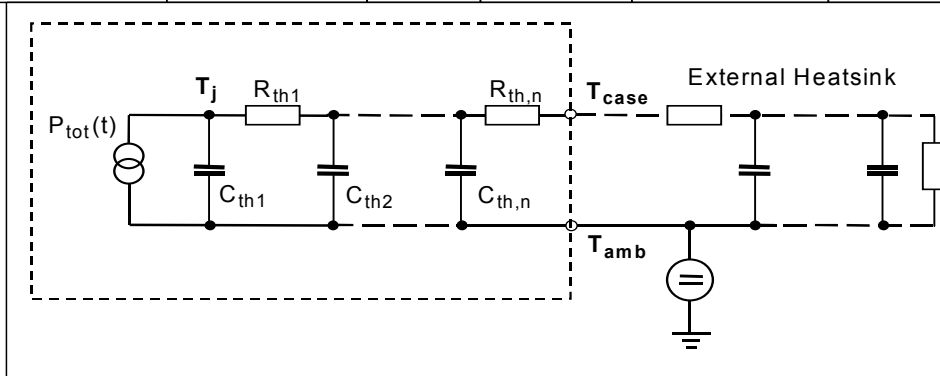 External Heatsink
T_j R_th1 R_th,n T_case
P_tot(t)
C_th1 C_th2 C_th,n
T_amb